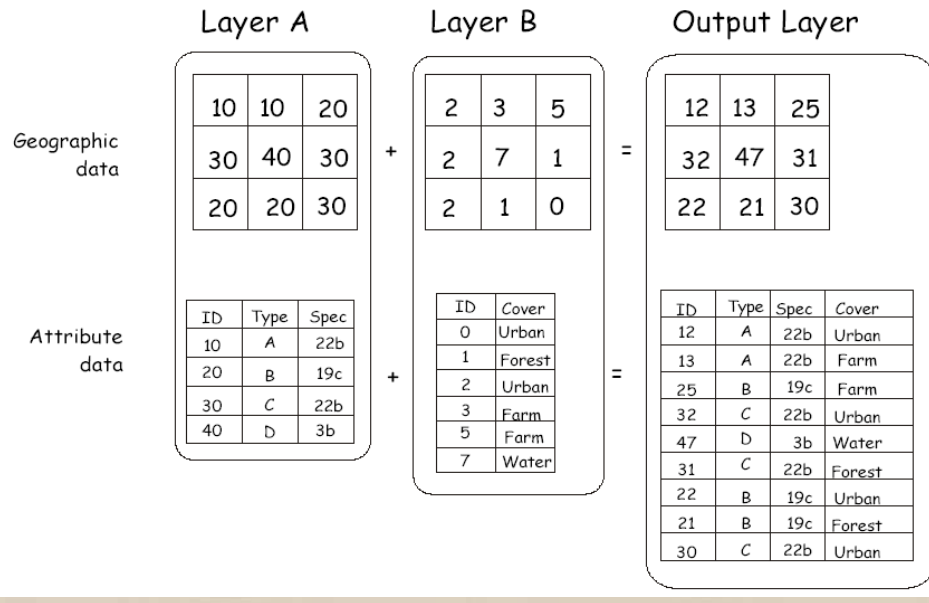 Layer A Layer B Output Layer
Geographic data
10 10 20
30 40 30
20 20 30
+
2 3 5
2 7 1
2 1 0
=
12 13 25
32 47 31
22 21 30
Attribute data
ID Type Spec
10 A 22b
20 B 19c
30 C 22b
40 D 3b
+
ID Cover
0 Urban
1 Forest
2 Urban
3 Farm
5 Farm
7 Water
=
ID Type Spec Cover
12 A 22b Urban
13 A 22b Farm
25 B 19c Farm
32 C 22b Urban
47 D 3b Water
31 C 22b Forest
22 B 19c Urban
21 B 19c Forest
30 C 22b Urban